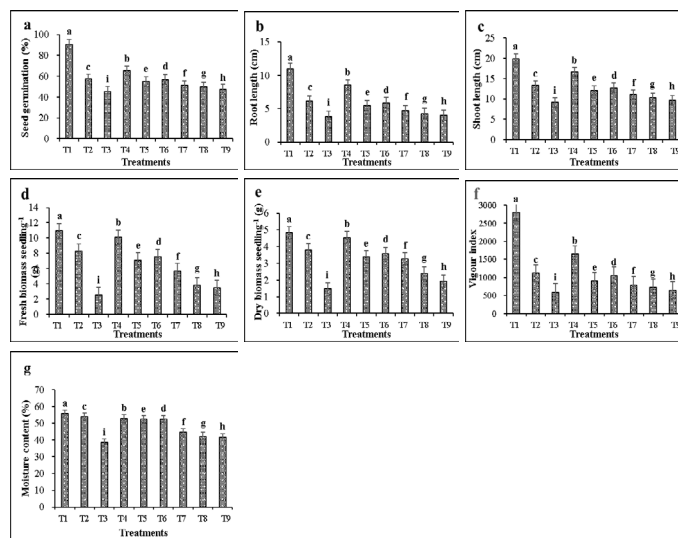 a
Seed germination (%)
100
80
60
40
20
0
a c i b e d f g h
T1 T2 T3 T4 T5 T6 T7 T8 T9
Treatments
b
Root length (cm)
15
10
5
0
a c i b e d f g h
T1 T2 T3 T4 T5 T6 T7 T8 T9
Treatments
c
Shoot length (cm)
25
20
15
10
5
0
a c i b e d f g h
T1 T2 T3 T4 T5 T6 T7 T8 T9
Treatments
d
Fresh biomass seedling-1
(g)
14
12
10
8
6
4
2
0
a c i b e d f g h
T1 T2 T3 T4 T5 T6 T7 T8 T9
Treatments
e
Dry biomass seedling-1 (g)
6
5
4
3
2
1
0
a c i b e d f g h
T1 T2 T3 T4 T5 T6 T7 T8 T9
Treatments
f
Vigour index
3000
2500
2000
1500
1000
500
0
a c i b e d f g h
T1 T2 T3 T4 T5 T6 T7 T8 T9
Treatments
g
Moisture content (%)
70
60
50
40
30
20
10
0
a c i b e d f g h
T1 T2 T3 T4 T5 T6 T7 T8 T9
Treatments